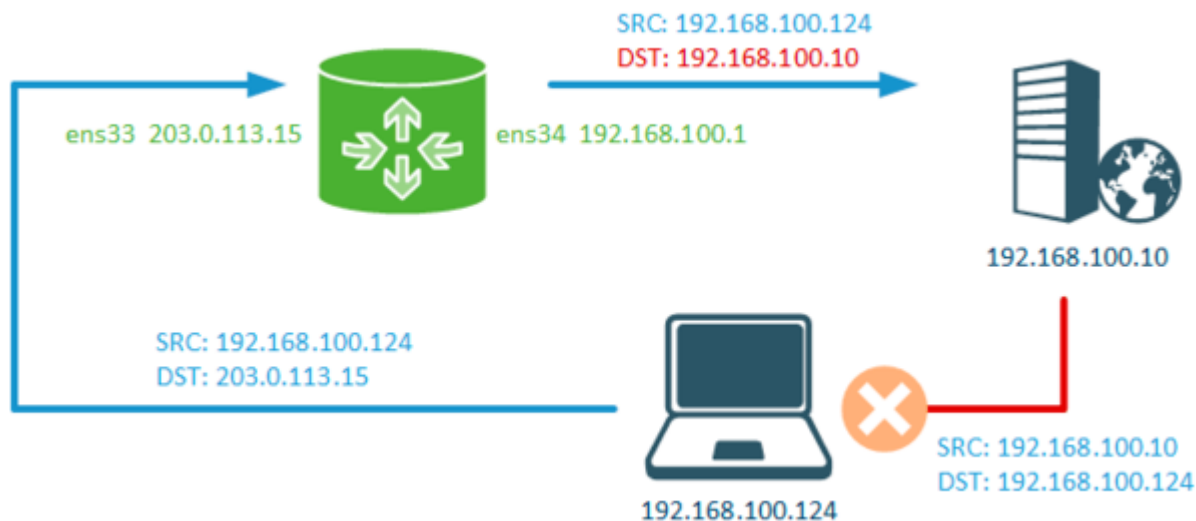 SRC: 192.168.100.124
DST: 192.168.100.10
ens33 203.0.113.15
ens34 192.168.100.1
192.168.100.10
SRC: 192.168.100.124
DST: 203.0.113.15
192.168.100.124
SRC: 192.168.100.10
DST: 192.168.100.124